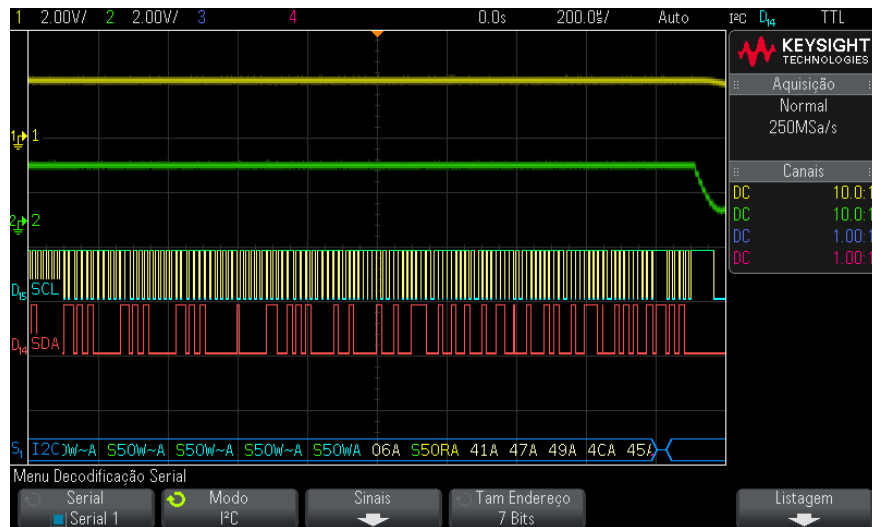 1 2.00V/ 2 2.00V/ 3 4 0.0s 200.0µ/ Auto I²C D₁₄ TTL
KEYSIGHT
TECHNOLOGIES
Aquisição
Normal
250MSa/s
Canais
DC 10.0:1
DC 10.0:1
DC 1.00:1
DC 1.00:1
1 1
2 2
D₁₅ SCL
D₁₄ SDA
S₁ I2C W~A S50W~A S50W~A S50W~A S50WA 06A S50RA 41A 47A 49A 4CA 45A
Menu Decodificação Serial
Serial
Serial 1
Modo
I²C
Sinais
Tam Endereço
7 Bits
Listagem